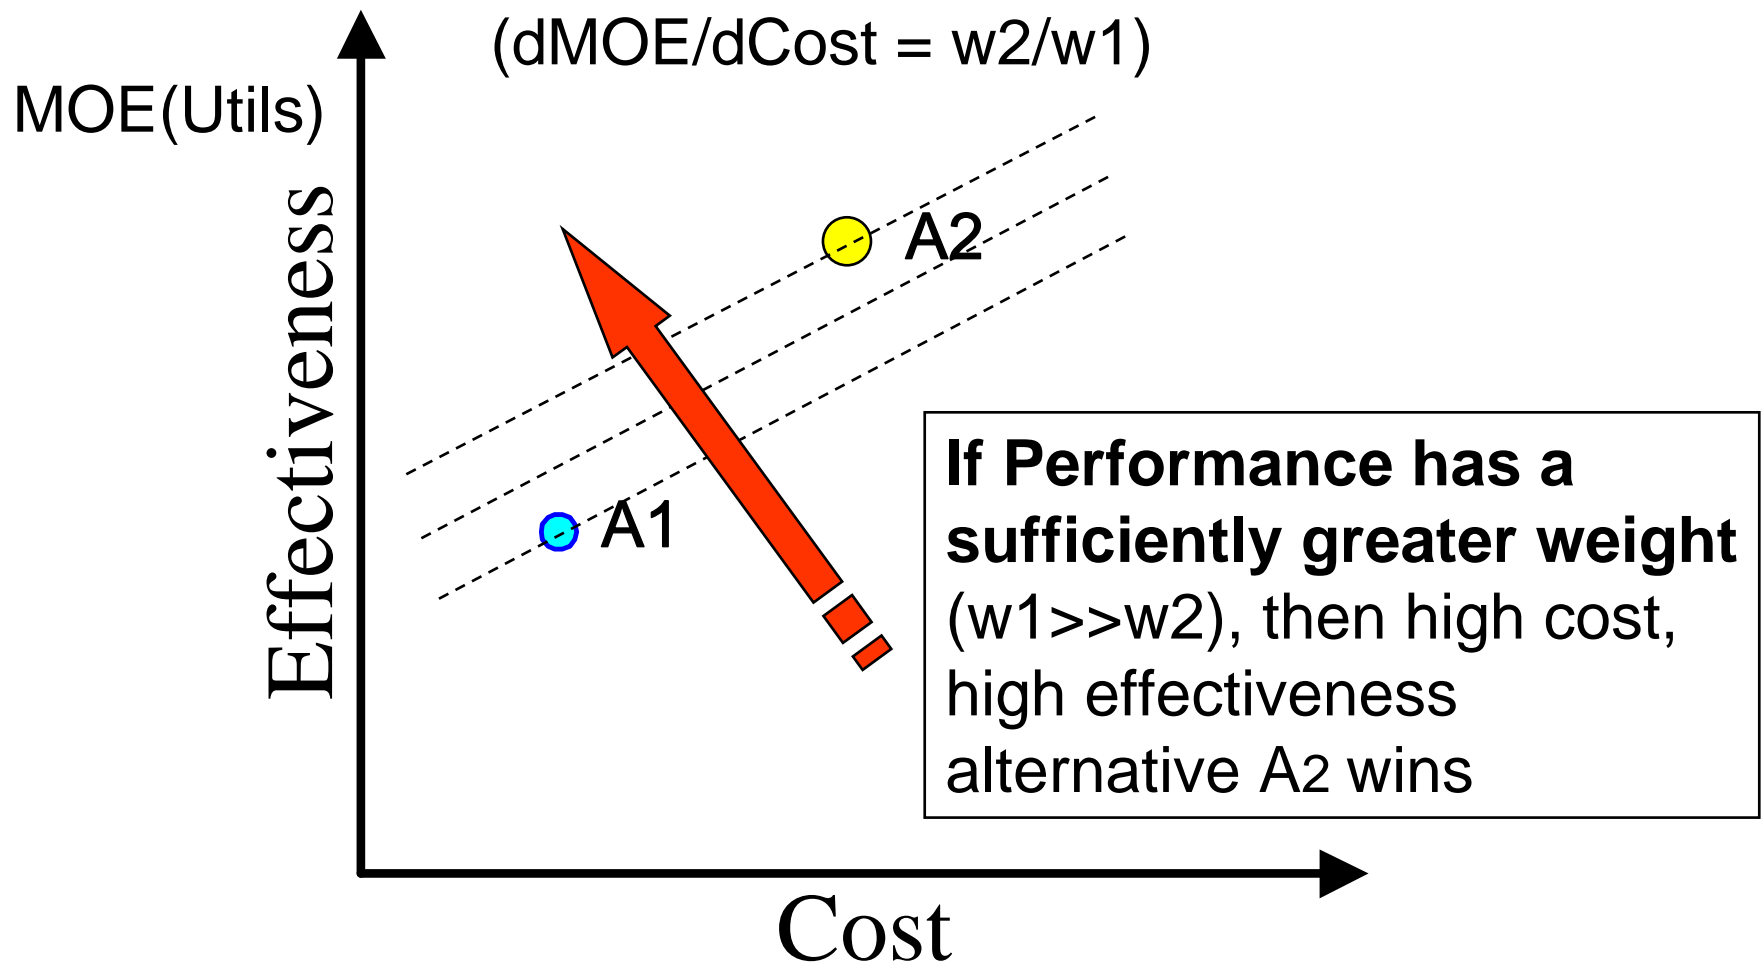 (dMOE/dCost = w2/w1)
MOE(Utils)
Effectiveness
A2
A1
If Performance has a
sufficiently greater weight
(w1>>w2), then high cost,
high effectiveness
alternative A2 wins
Cost